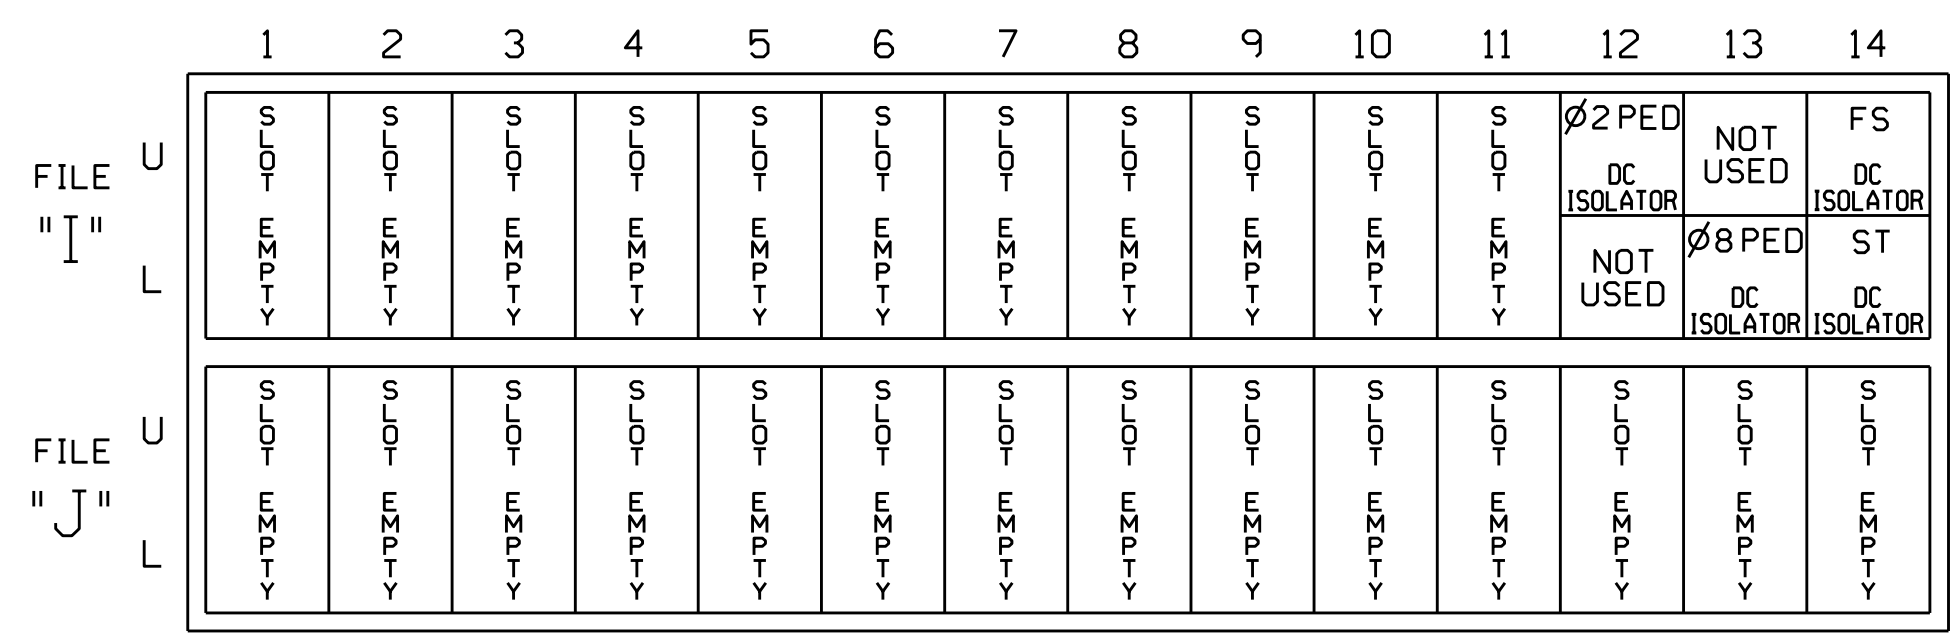 1 2 3 4 5 6 7 8 9 10 11 12 13 14
FILE "I"
U
L
SLOT EMPTY
SLOT EMPTY
SLOT EMPTY
SLOT EMPTY
SLOT EMPTY
SLOT EMPTY
SLOT EMPTY
SLOT EMPTY
SLOT EMPTY
SLOT EMPTY
SLOT EMPTY
Ø2 PED
DC
ISOLATOR
NOT
USED
NOT
USED
Ø8 PED
DC
ISOLATOR
FS
DC
ISOLATOR
ST
DC
ISOLATOR
FILE "J"
U
L
SLOT EMPTY
SLOT EMPTY
SLOT EMPTY
SLOT EMPTY
SLOT EMPTY
SLOT EMPTY
SLOT EMPTY
SLOT EMPTY
SLOT EMPTY
SLOT EMPTY
SLOT EMPTY
SLOT EMPTY
SLOT EMPTY
SLOT EMPTY